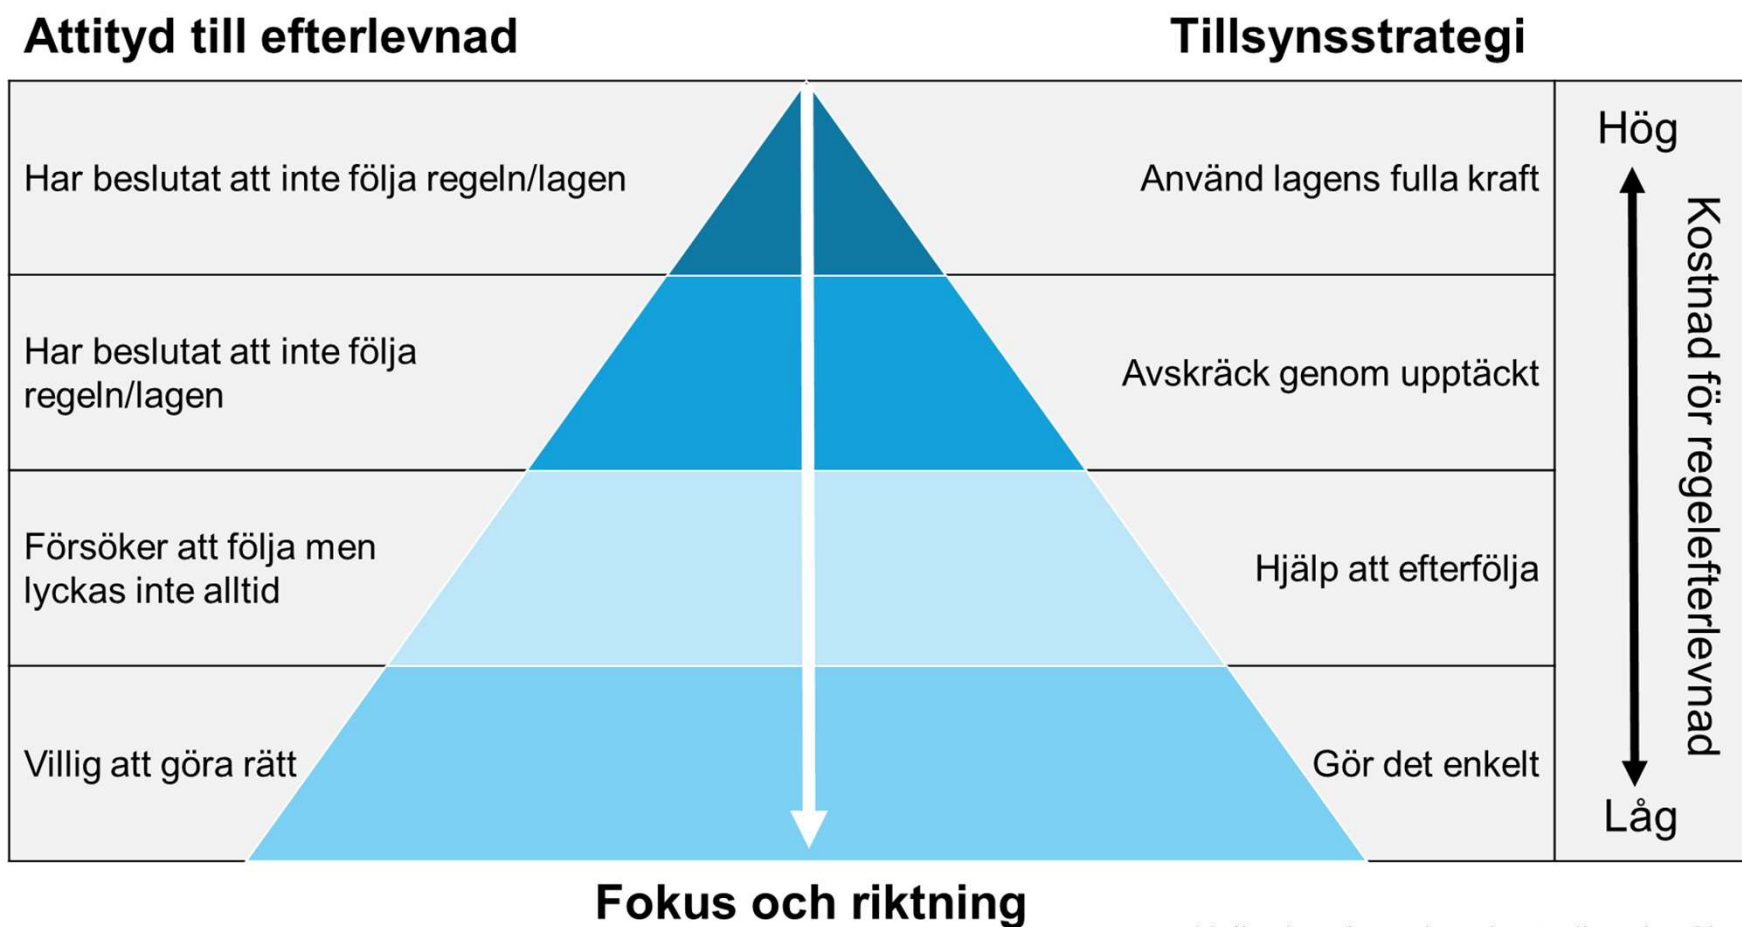 Attityd till efterlevnad
Tillsynsstrategi
Har beslutat att inte följa regeln/lagen
Använd lagens fulla kraft
Har beslutat att inte följa
regeln/lagen
Avskräck genom upptäckt
Försöker att följa men
lyckas inte alltid
Hjälp att efterfölja
Villig att göra rätt
Gör det enkelt
Hög
Kostnad för regelefterlevnad
Låg
Fokus och riktning